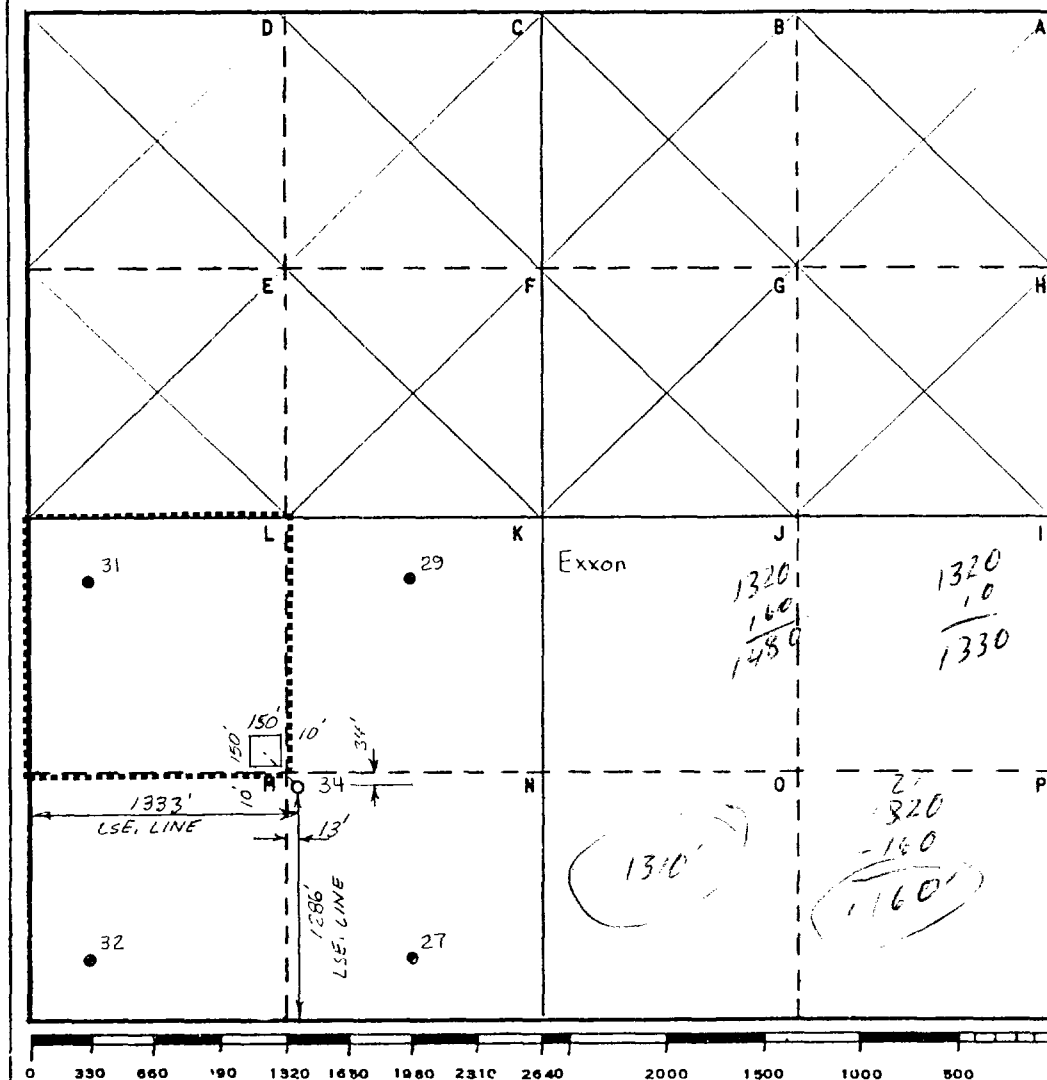 D C B A
E F G H
L K J I
31 29 Exxon
1320 1320
160 10
1480 1330
150'
150' 10' 34'
M 34 N O P
10'
1333'
LSE. LINE
13'
1286'
LSE. LINE
1310'
320
-160
1160'
32 27
0 330 660 990 1320 1650 1980 2310 2640 2000 1500 1000 500